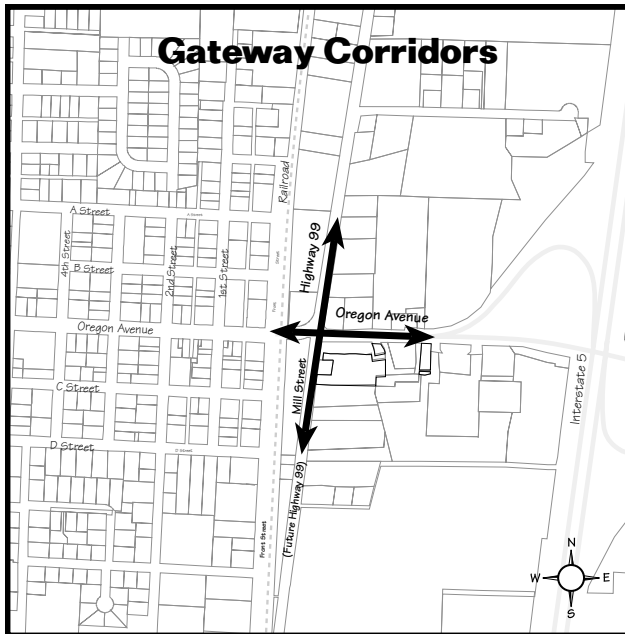 Gateway Corridors
Railroad
A Street
A Street
4th Street
2nd Street
1st Street
Street
Highway 99
B Street
Front
Oregon Avenue
Oregon Avenue
Interstate 5
Mill Street
C Street
D Street
D Street
(Future Highway 99)
Front Street
N
W
E
S